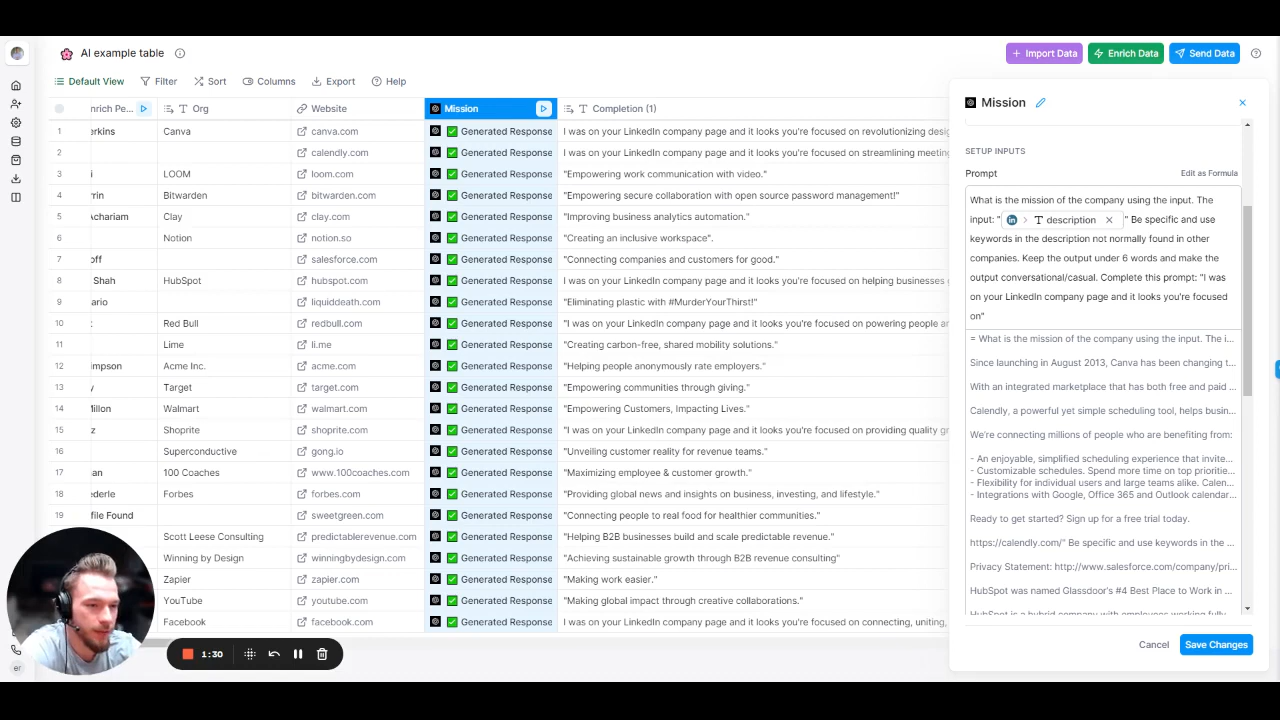 AI example table
Import Data
Enrich Data
Send Data
Default View
Filter
Sort
Columns
Export
Help
nrich Pe...
Org
Website
Mission
Completion (1)
1 erkins Canva canva.com Generated Response I was on your LinkedIn company page and it looks you're focused on revolutionizing
2 calendly.com Generated Response I was on your LinkedIn company page and it looks you're focused on streamlining
3 i LOOM loom.com Generated Response "Empowering work communication with video."
4 rrin Bitwarden bitwarden.com Generated Response "Empowering secure collaboration with open source password management!"
5 Achariam Clay clay.com Generated Response "Improving business analytics automation."
6 Notion notion.so Generated Response "Creating an inclusive workspace".
7 off salesforce.com Generated Response "Connecting companies and customers for good."
8 Shah HubSpot hubspot.com Generated Response I was on your LinkedIn company page and it looks you're focused on helping businesses
9 ario liquiddeath.com Generated Response "Eliminating plastic with #MurderYourThirst!"
10 Red Bull redbull.com Generated Response "I was on your LinkedIn company page and it looks you're focused on powering people
11 Lime li.me Generated Response "Creating carbon-free, shared mobility solutions."
12 mpson Acme Inc. acme.com Generated Response "Helping people anonymously rate employers."
13 y Target target.com Generated Response "Empowering communities through giving."
14 Millon Walmart walmart.com Generated Response "Empowering Customers, Impacting Lives."
15 z Shoprite shoprite.com Generated Response "I was on your LinkedIn company page and it looks you're focused on providing quality
16 Superconductive gong.io Generated Response "Unveiling customer reality for revenue teams."
17 an 100 Coaches www.100coaches.com Generated Response "Maximizing employee & customer growth."
18 ederle Forbes forbes.com Generated Response "Providing global news and insights on business, investing, and lifestyle."
19 file Found sweetgreen.com Generated Response "Connecting people to real food for healthier communities."
Scott Leese Consulting predictablerevenue.com Generated Response "Helping B2B businesses build and scale predictable revenue."
Winning by Design winningbydesign.com Generated Response "Achieving sustainable growth through B2B revenue consulting"
Zapier zapier.com Generated Response "Making work easier."
YouTube youtube.com Generated Response "Making global impact through creative collaborations."
Facebook facebook.com Generated Response I was on your LinkedIn company page and it looks you're focused on connecting, uniting,
er
1:30
Mission
SETUP INPUTS
Prompt
Edit as Formula
What is the mission of the company using the input. The
input: " in > T description × " Be specific and use
keywords in the description not normally found in other
companies. Keep the output under 6 words and make the
output conversational/casual. Complete this prompt: "I was
on your LinkedIn company page and it looks you're focused
on"
= What is the mission of the company using the input. The i...
Since launching in August 2013, Canva has been changing t...
With an integrated marketplace that has both free and paid ...
Calendly, a powerful yet simple scheduling tool, helps busin...
We're connecting millions of people who are benefiting from:
- An enjoyable, simplified scheduling experience that invite...
- Customizable schedules. Spend more time on top prioritie...
- Flexibility for individual users and large teams alike. Calen...
- Integrations with Google, Office 365 and Outlook calendar...
Ready to get started? Sign up for a free trial today.
https://calendly.com/" Be specific and use keywords in the ...
Privacy Statement: http://www.salesforce.com/company/pri...
HubSpot was named Glassdoor's #4 Best Place to Work in ...
HubSpot is a hybrid company with employees working fully
Cancel
Save Changes